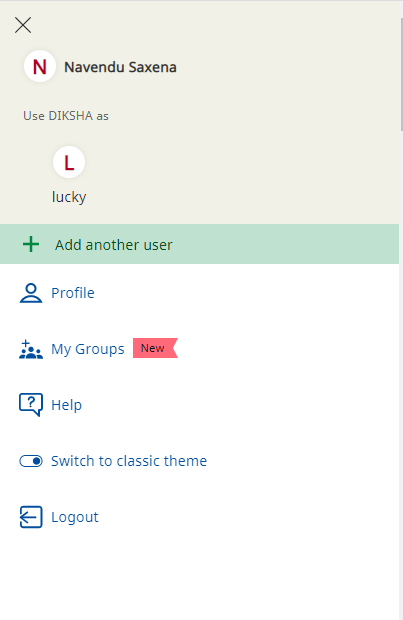 N Navendu Saxena
Use DIKSHA as
L
lucky
Add another user
Profile
My Groups New
Help
Switch to classic theme
Logout